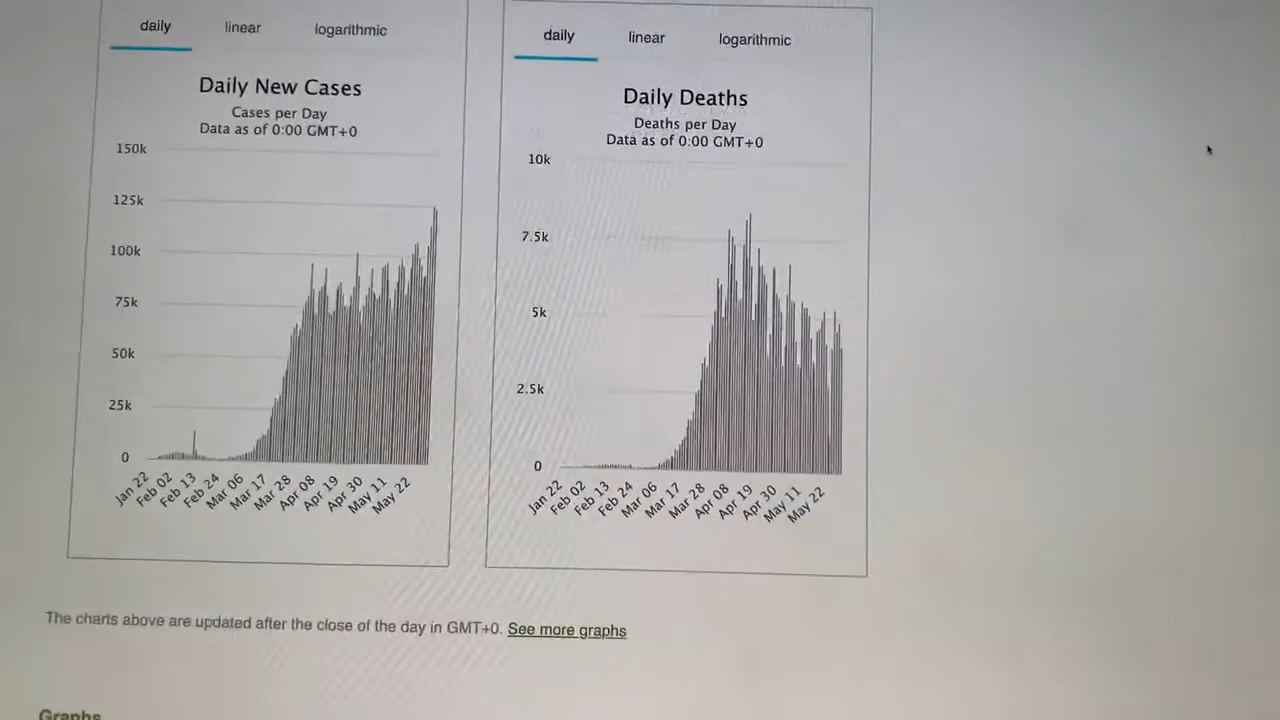 daily linear logarithmic
Daily New Cases
Cases per Day
Data as of 0:00 GMT+0
150k
125k
100k
75k
50k
25k
0
Jan 22
Feb 02
Feb 13
Feb 24
Mar 06
Mar 17
Mar 28
Apr 08
Apr 19
Apr 30
May 11
May 22
daily linear logarithmic
Daily Deaths
Deaths per Day
Data as of 0:00 GMT+0
10k
7.5k
5k
2.5k
0
Jan 22
Feb 02
Feb 13
Feb 24
Mar 06
Mar 17
Mar 28
Apr 08
Apr 19
Apr 30
May 11
May 22
The charts above are updated after the close of the day in GMT+0. See more graphs
Graphs